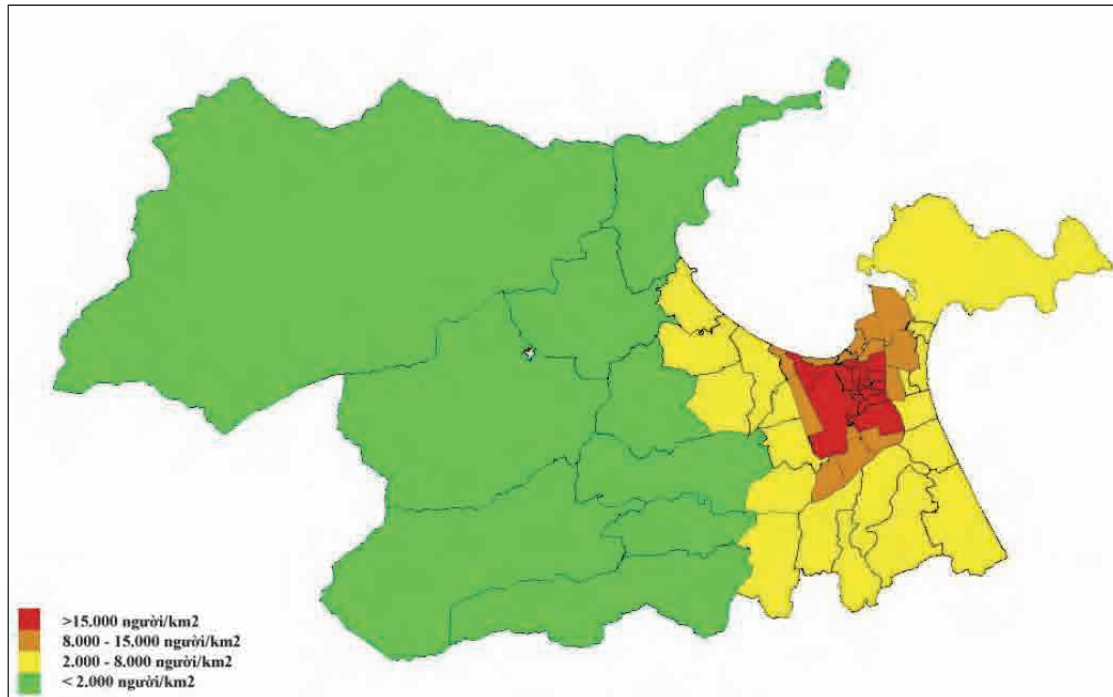 >15.000 người/km2
8.000 - 15.000 người/km2
2.000 - 8.000 người/km2
< 2.000 người/km2